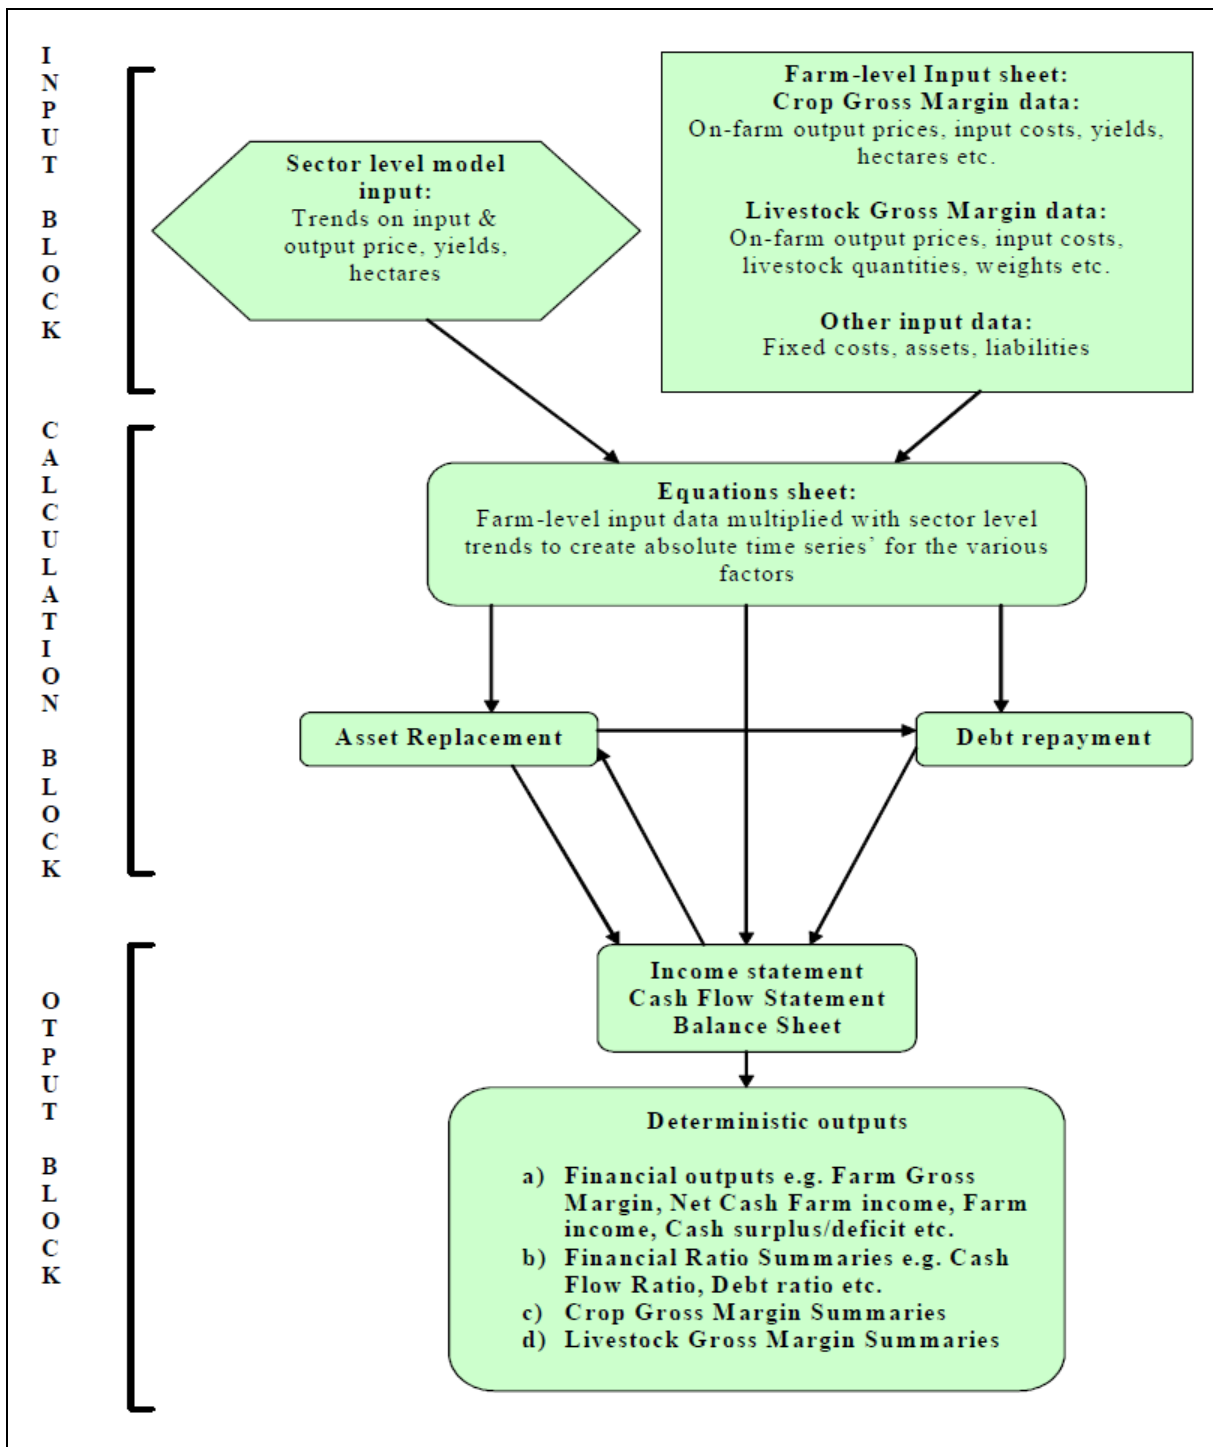 I
N
P
U
T
B
L
O
C
K
Farm-level Input sheet:
Crop Gross Margin data:
On-farm output prices, input costs, yields,
hectares etc.
Livestock Gross Margin data:
On-farm output prices, input costs,
livestock quantities, weights etc.
Other input data:
Fixed costs, assets, liabilities
Sector level model
input:
Trends on input &
output price, yields,
hectares
C
A
L
C
U
L
A
T
I
O
N
B
L
O
C
K
Equations sheet:
Farm-level input data multiplied with sector level
trends to create absolute time series’ for the various
factors
Asset Replacement
Debt repayment
O
T
P
U
T
B
L
O
C
K
Income statement
Cash Flow Statement
Balance Sheet
Deterministic outputs
a) Financial outputs e.g. Farm Gross
Margin, Net Cash Farm income, Farm
income, Cash surplus/deficit etc.
b) Financial Ratio Summaries e.g. Cash
Flow Ratio, Debt ratio etc.
c) Crop Gross Margin Summaries
d) Livestock Gross Margin Summaries